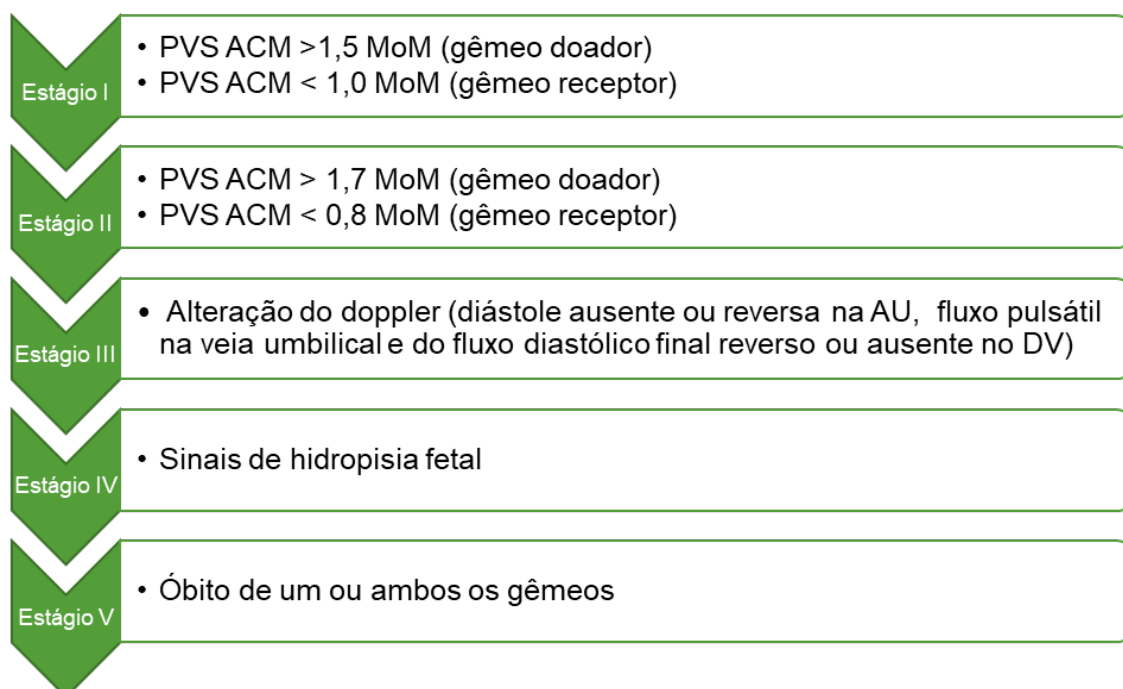 Estágio I
• PVS ACM >1,5 MoM (gêmeo doador)
• PVS ACM < 1,0 MoM (gêmeo receptor)
Estágio II
• PVS ACM > 1,7 MoM (gêmeo doador)
• PVS ACM < 0,8 MoM (gêmeo receptor)
Estágio III
• Alteração do doppler (diástole ausente ou reversa na AU, fluxo pulsátil
na veia umbilical e do fluxo diastólico final reverso ou ausente no DV)
Estágio IV
• Sinais de hidropisia fetal
Estágio V
• Óbito de um ou ambos os gêmeos